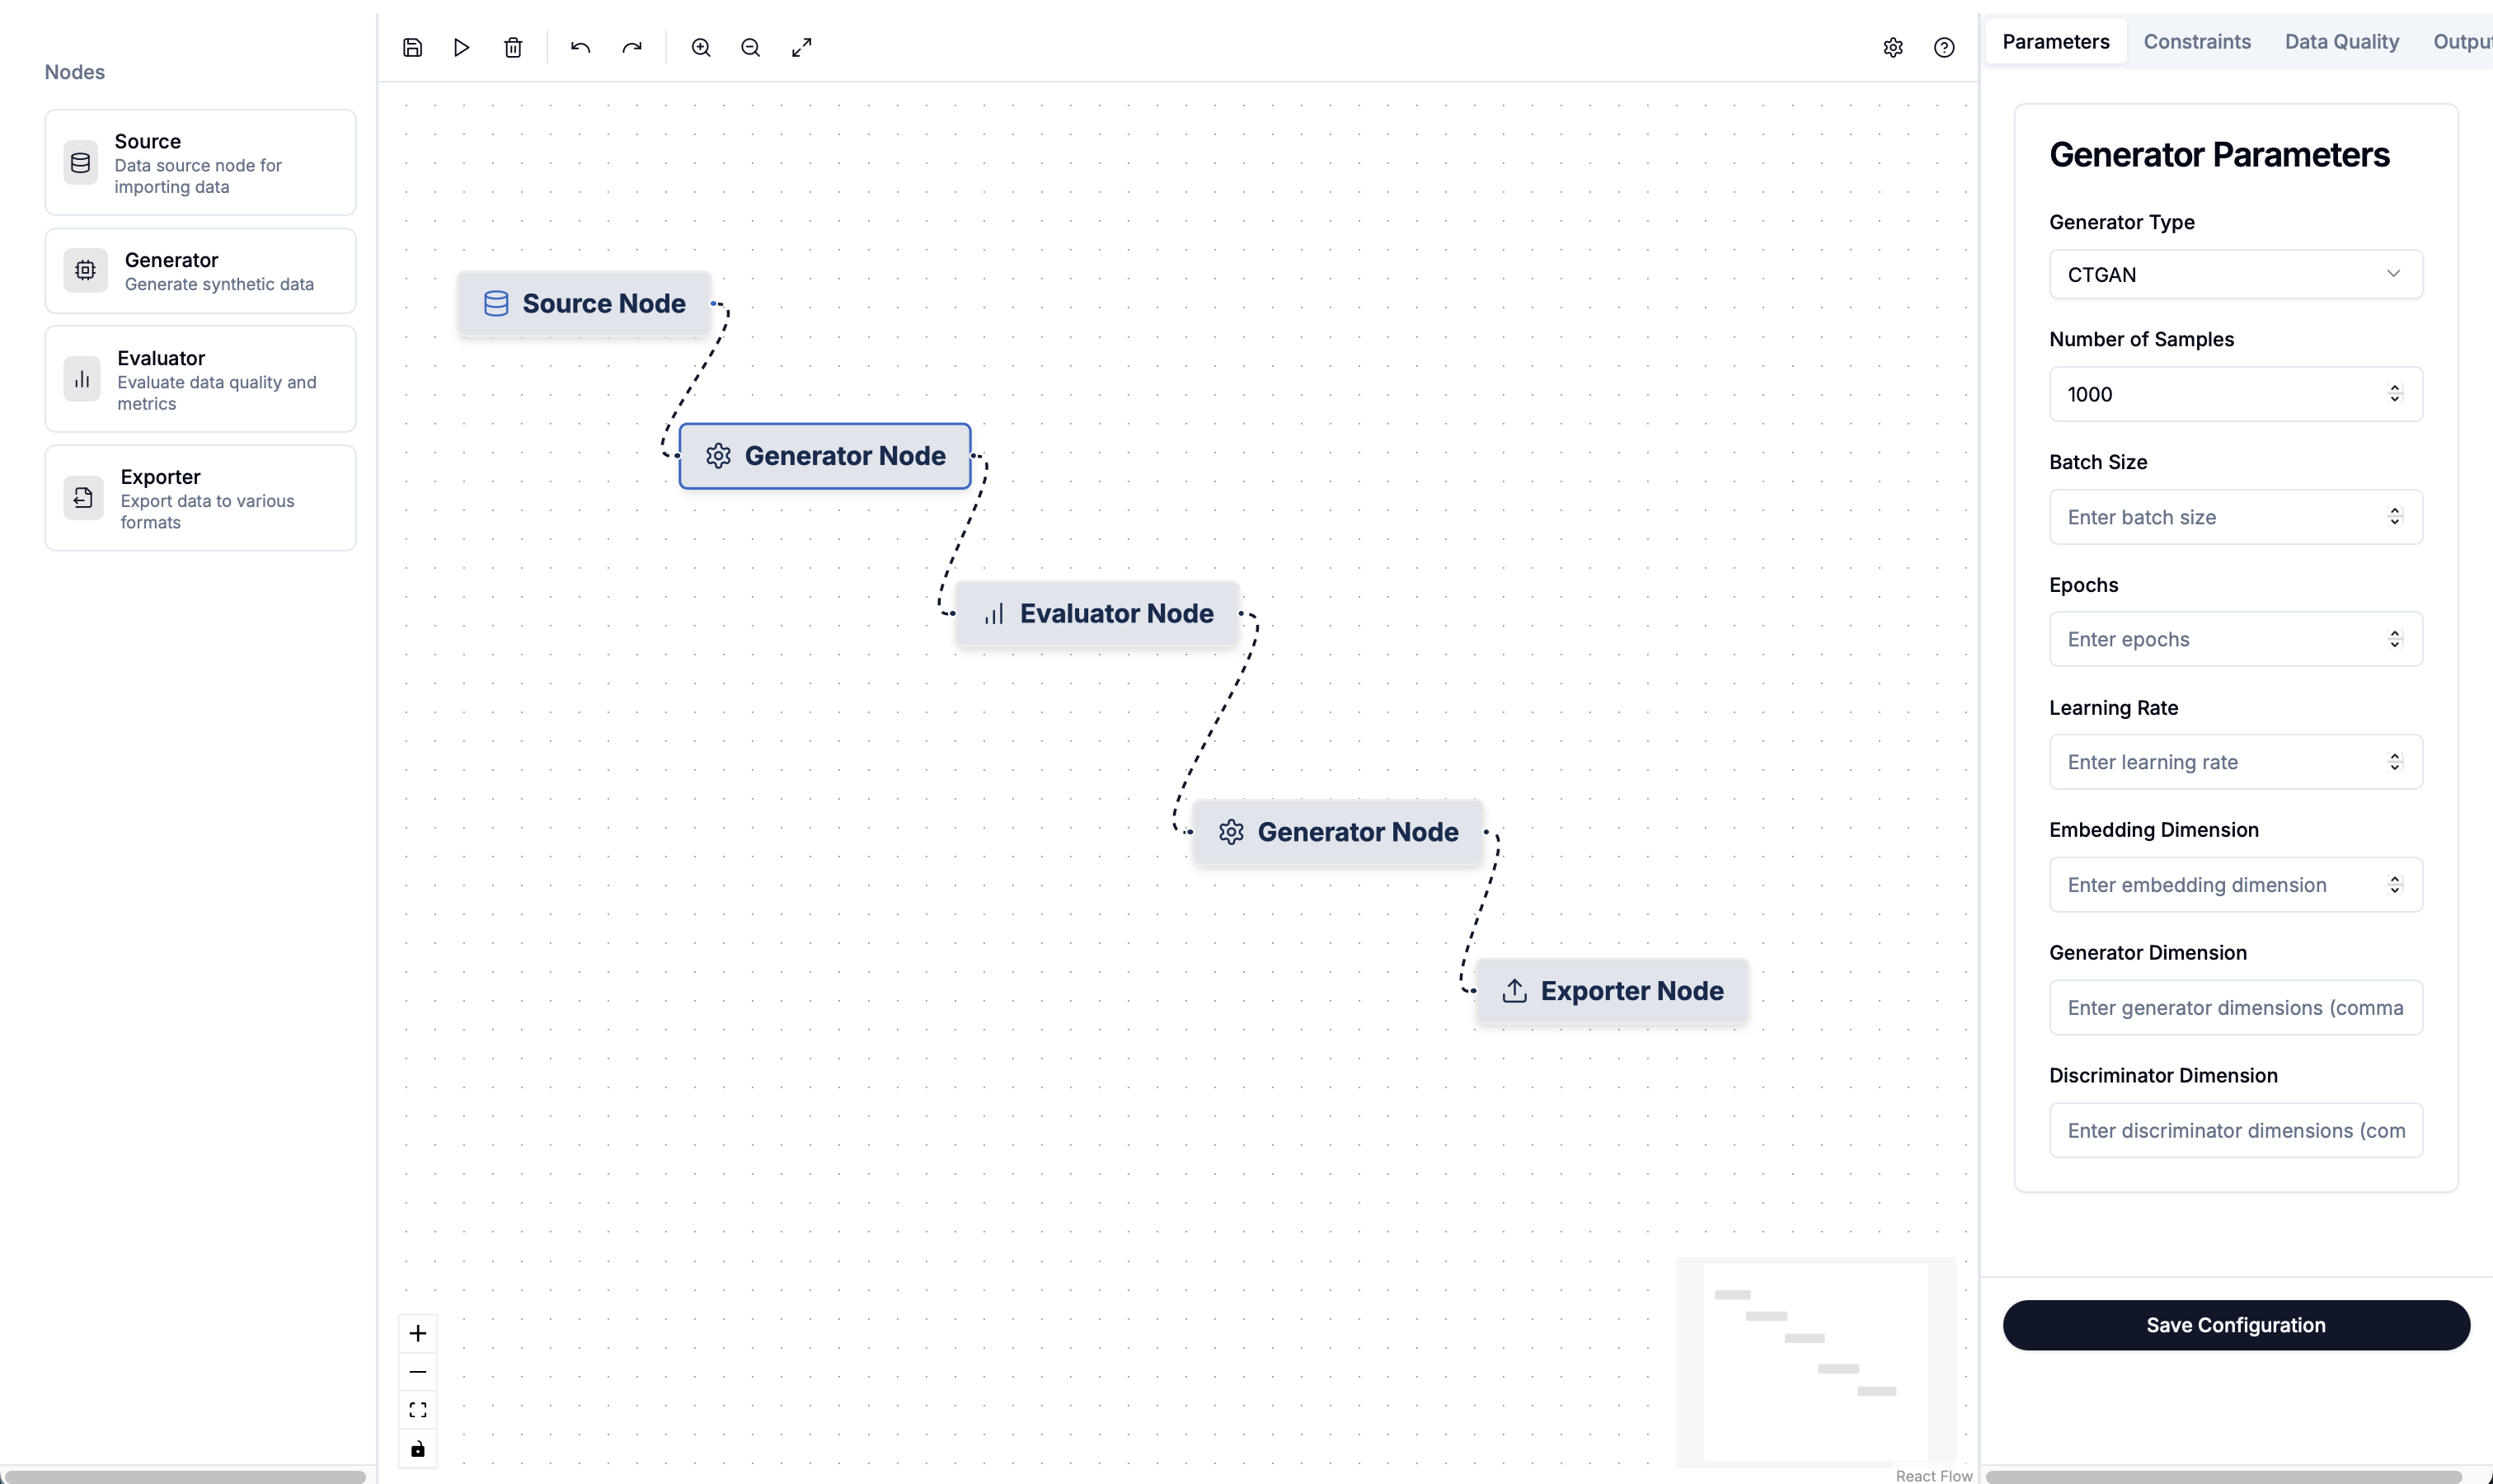 Nodes
Source
Data source node for
importing data
Generator
Generate synthetic data
Evaluator
Evaluate data quality and
metrics
Exporter
Export data to various
formats
Source Node
Generator Node
Evaluator Node
Generator Node
Exporter Node
React Flow
Parameters Constraints Data Quality Outpu
Generator Parameters
Generator Type
CTGAN
Number of Samples
1000
Batch Size
Enter batch size
Epochs
Enter epochs
Learning Rate
Enter learning rate
Embedding Dimension
Enter embedding dimension
Generator Dimension
Enter generator dimensions (comma
Discriminator Dimension
Enter discriminator dimensions (com
Save Configuration